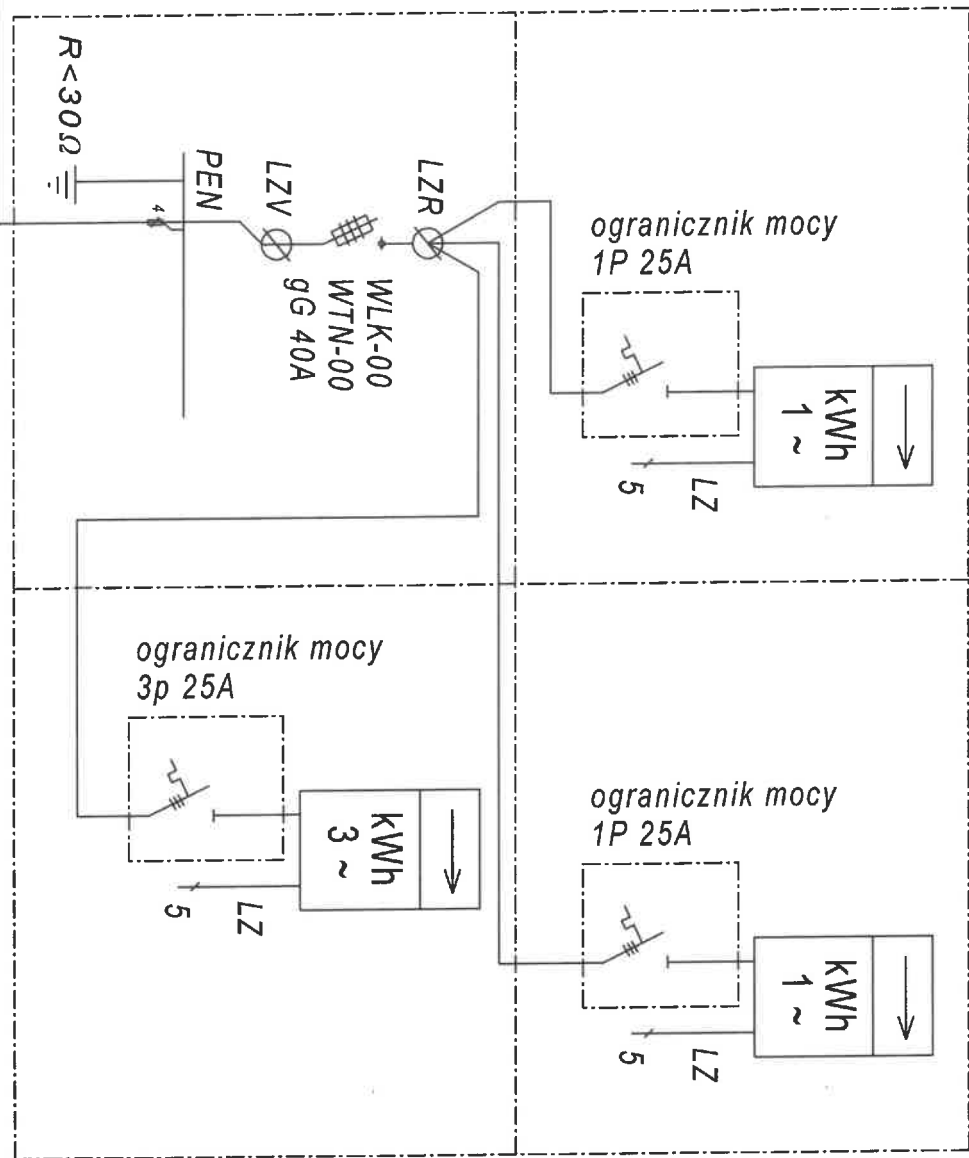 R<30Ω
PEN
4
LZV
LZR
WLK-00
WTN-00
gG 40A
ogranicznik mocy
1P 25A
kWh
1 ~
LZ
5
ogranicznik mocy
3p 25A
kWh
3 ~
LZ
5
ogranicznik mocy
1P 25A
kWh
1 ~
LZ
5